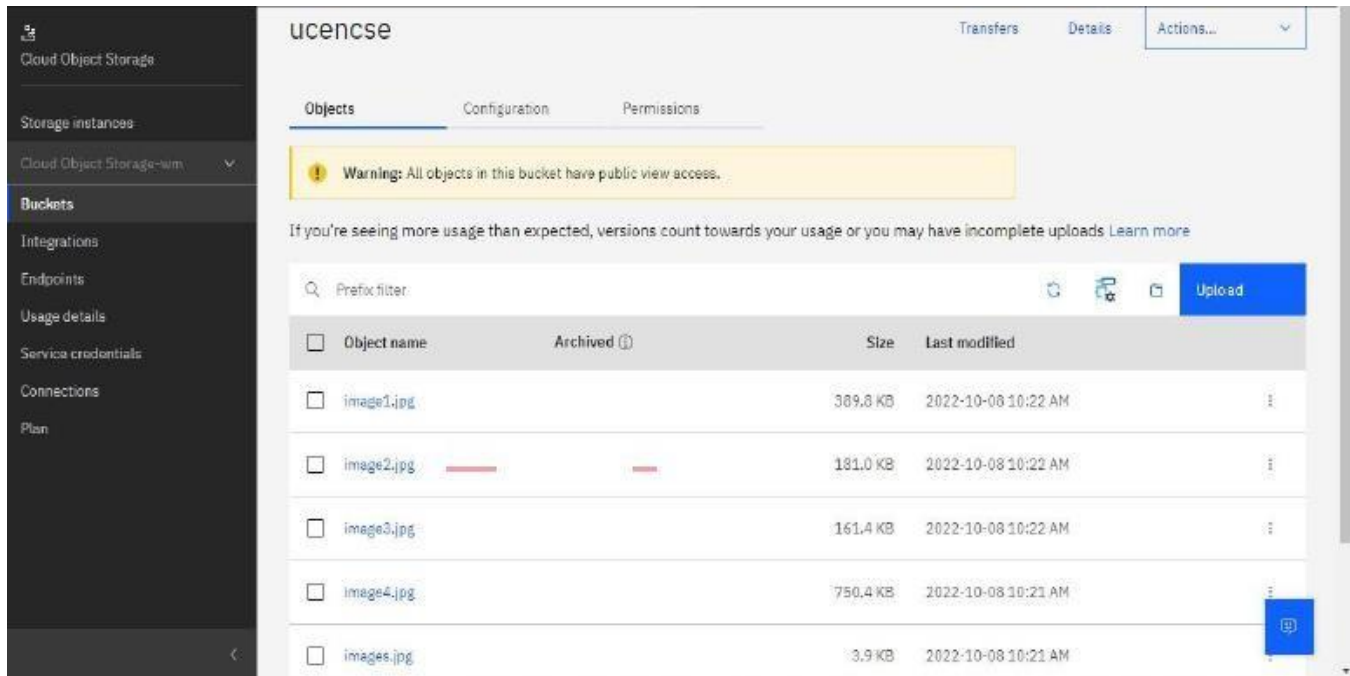 Cloud Object Storage
Storage instances
Cloud Object Storage-wm
Buckets
Integrations
Endpoints
Usage details
Service credentials
Connections
Plan
ucencse
Transfers Details Actions...
Objects Configuration Permissions
Warning: All objects in this bucket have public view access.
If you're seeing more usage than expected, versions count towards your usage or you may have incomplete uploads Learn more
Prefix filter Upload
Object name Archived Size Last modified
image1.jpg 389.8 KB 2022-10-08 10:22 AM
image2.jpg 181.0 KB 2022-10-08 10:22 AM
image3.jpg 161.4 KB 2022-10-08 10:22 AM
image4.jpg 750.4 KB 2022-10-08 10:21 AM
images.jpg 3.9 KB 2022-10-08 10:21 AM